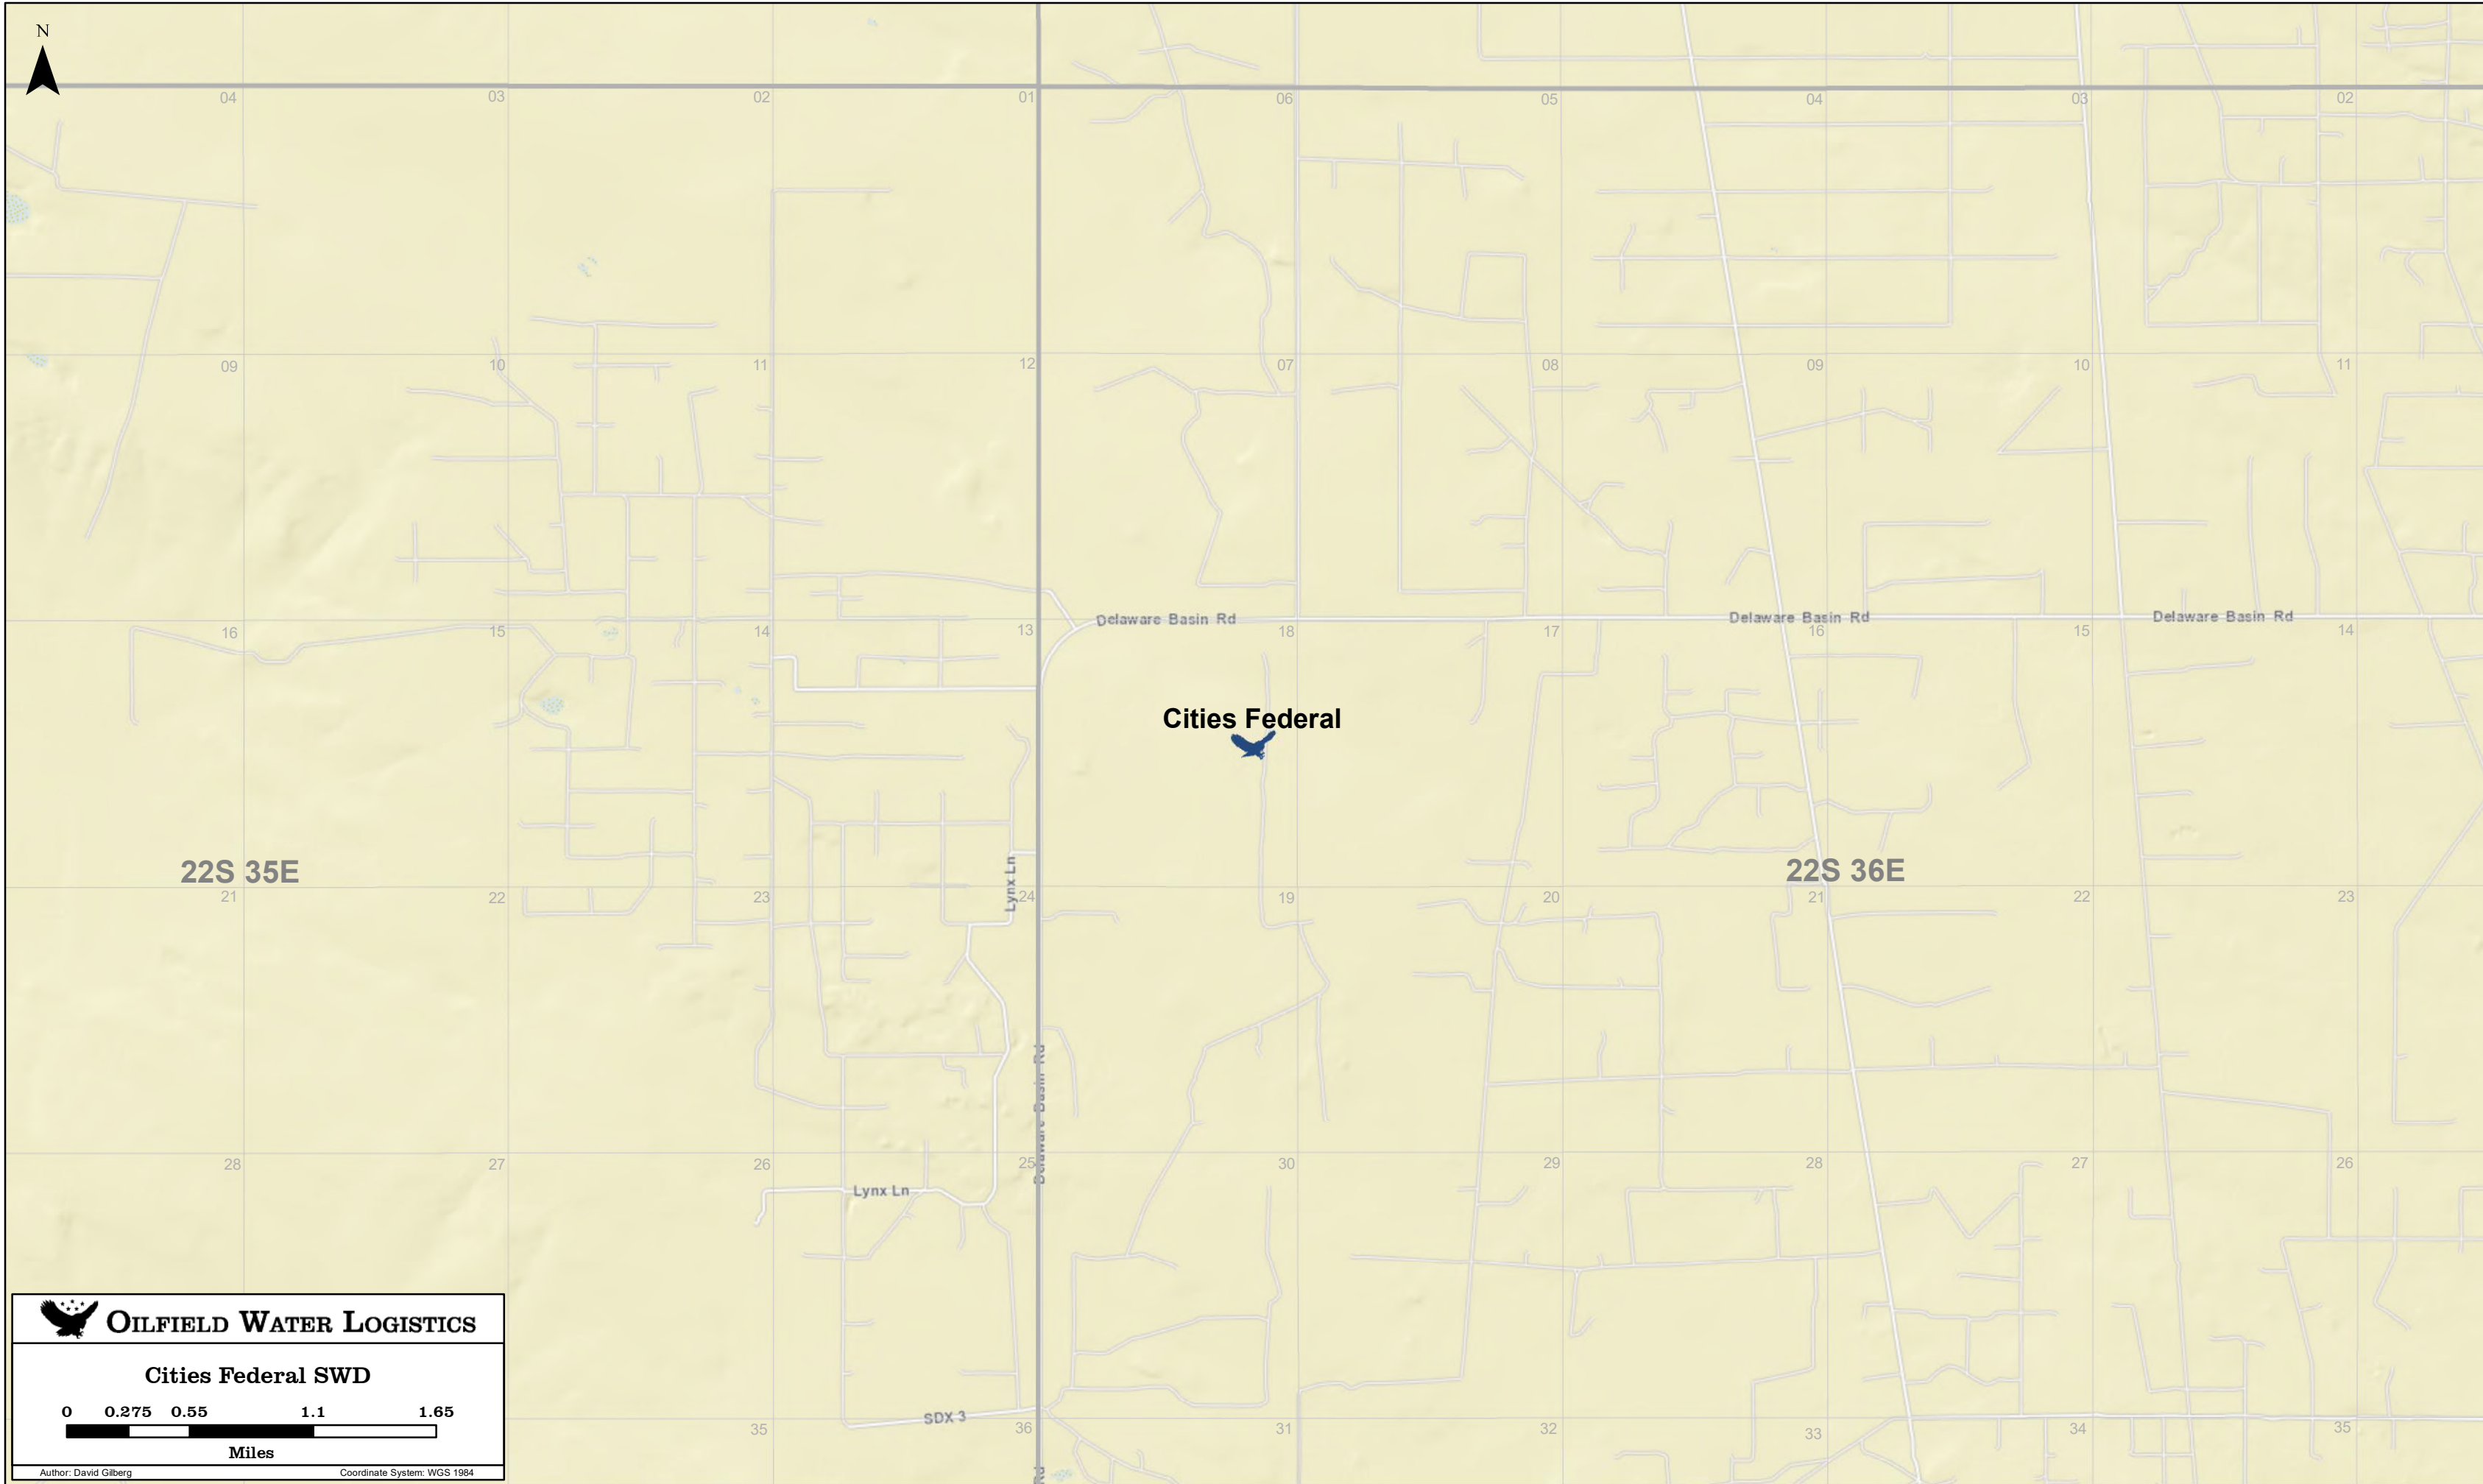 N
04 03 02 01 06 05 04 03 02
09 10 11 12 07 08 09 10 11
Delaware Basin Rd Delaware Basin Rd Delaware Basin Rd
16 15 14 13 18 17 16 15 14
Cities Federal
22S 35E 22S 36E
Lynx Ln
21 22 23 24 19 20 21 22 23
Delaware Basin Rd
28 27 26 25 30 29 28 27 26
Lynx Ln
SDX 3
35 36 31 32 33 34 35
Rd
OILFIELD WATER LOGISTICS
Cities Federal SWD
0 0.275 0.55 1.1 1.65
Miles
Author: David Gilberg Coordinate System: WGS 1984